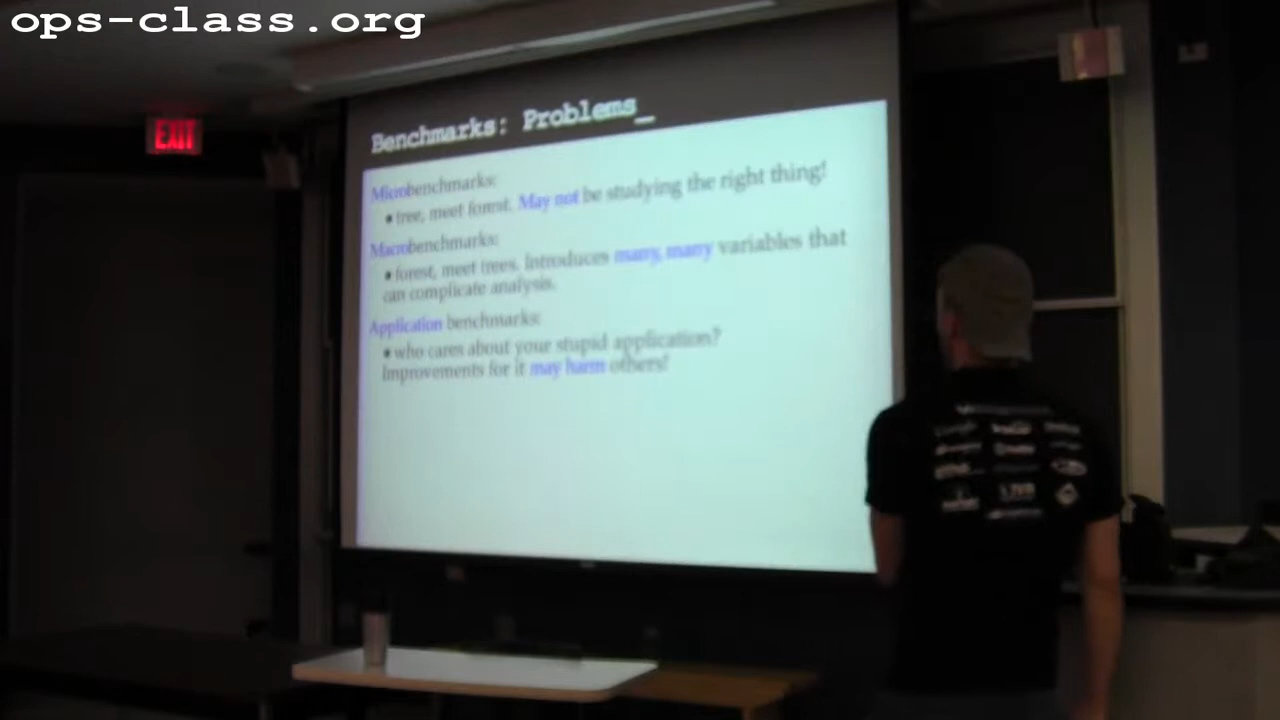 ops-class.org
EXIT
Benchmarks: Problems_
Microbenchmarks:
• tree, meet forest. May not be studying the right thing!
Macrobenchmarks:
• forest, meet trees. Introduces many, many variables that
can complicate analysis.
Application benchmarks:
• who cares about your stupid application?
Improvements for it may harm others!